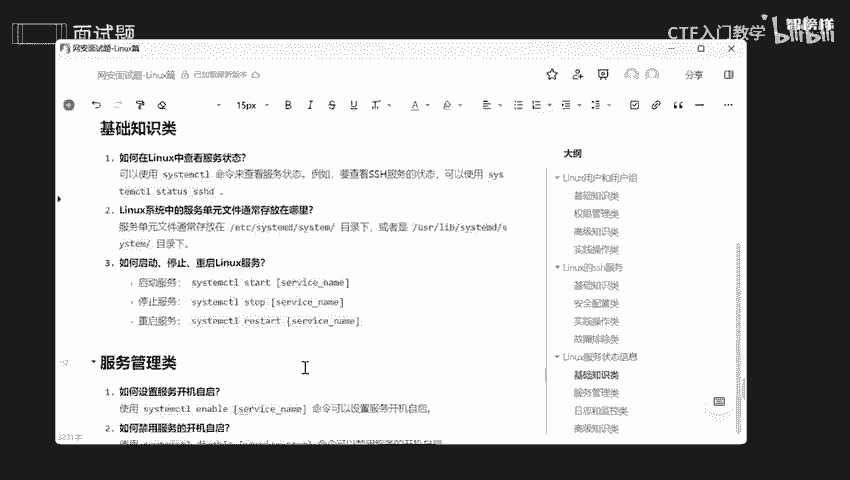 面试题
CTF入门教学
智榜样
bilibili
网安面试题-Linux篇
网安面试题-Linux篇
已加载最新版本
分享
15px
基础知识类
1. 如何在Linux中查看服务状态?
可以使用 systemctl 命令来查看服务状态。例如，要查看SSH服务的状态，可以使用 sys
temctl status sshd 。
2. Linux系统中的服务单元文件通常存放在哪里?
服务单元文件通常存放在 /etc/systemd/system/ 目录下，或者是 /usr/lib/systemd/s
ystem/ 目录下。
3. 如何启动、停止、重启Linux服务?
启动服务： systemctl start [service_name]
停止服务： systemctl stop [service_name]
重启服务： systemctl restart [service_name]
服务管理类
1. 如何设置服务开机自启?
使用 systemctl enable [service_name] 命令可以设置服务开机自启。
2. 如何禁用服务的开机自启?
3831字
大纲
Linux用户和用户组
基础知识类
权限管理类
高级知识类
实践操作类
Linux的ssh服务
基础知识类
安全配置类
实践操作类
故障排除类
Linux服务状态信息
基础知识类
服务管理类
日志和监控类
高级知识类